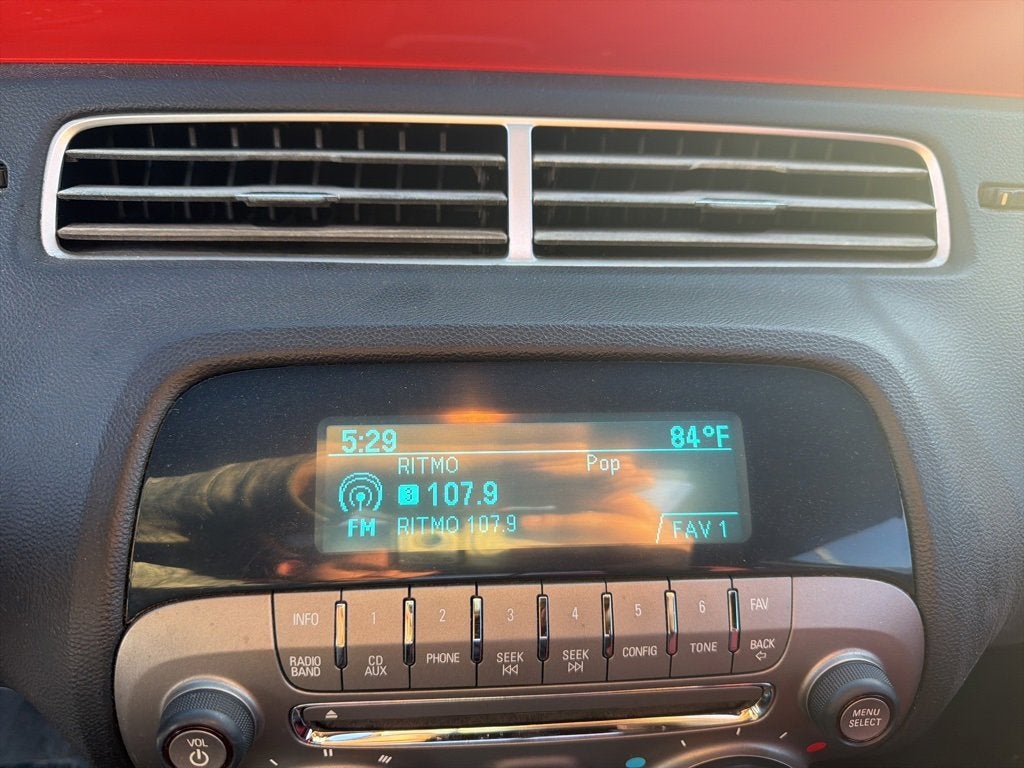 5:29 84°F
RITMO Pop
3 107.9
FM RITMO 107.9 FAV 1
INFO 1 2 3 4 5 6 FAV
RADIO BAND CD AUX PHONE SEEK SEEK CONFIG TONE BACK
VOL
MENU SELECT